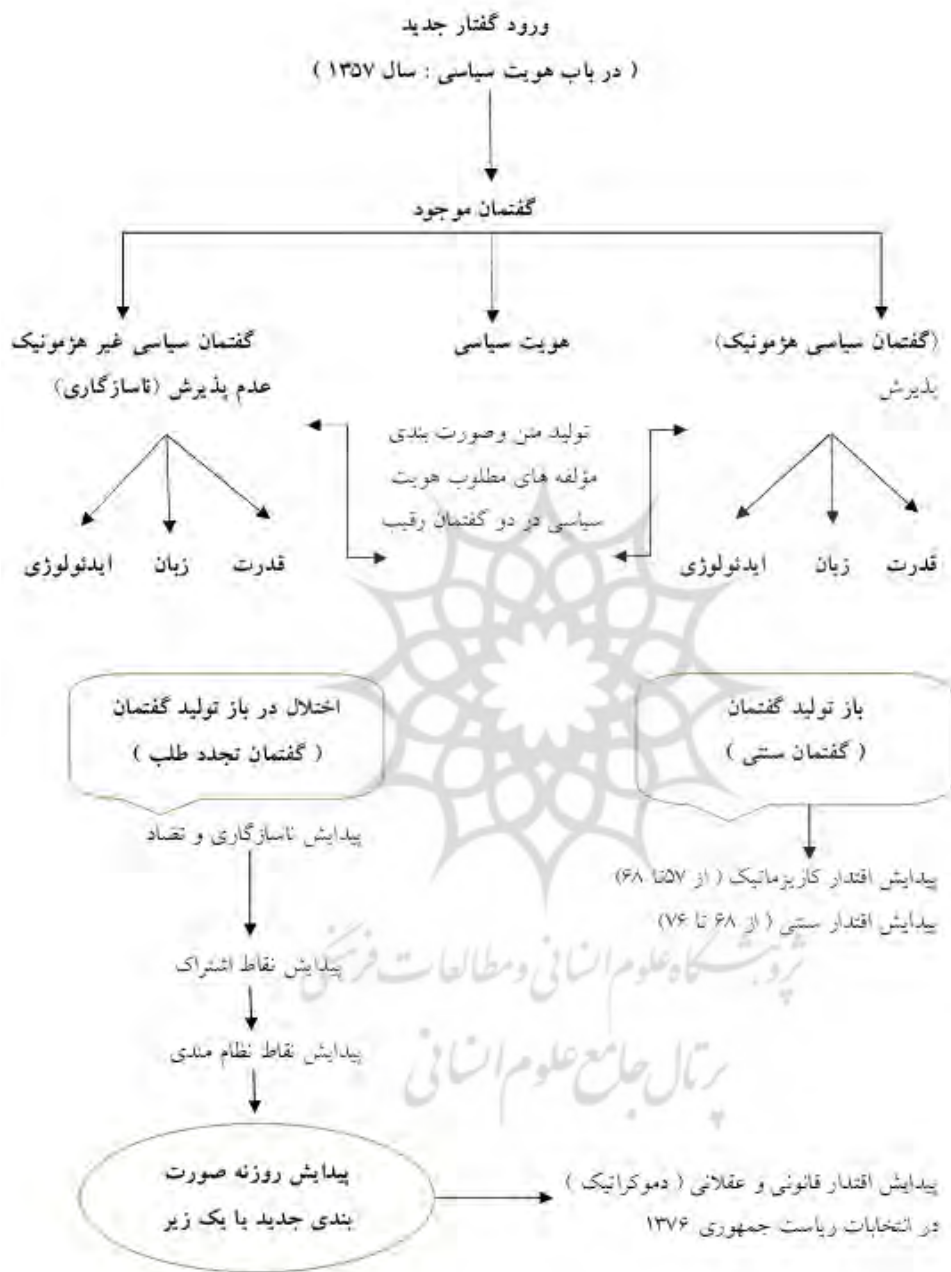 ورود گفتار جدید
( در باب هویت سیاسی : سال ۱۳۵۷ )
گفتمان موجود
(گفتمان سیاسی هژمونیک)
پذیرش
هویت سیاسی
گفتمان سیاسی غیر هژمونیک
عدم پذیرش (ناسازگاری)
تولید متن وصورت بندی
مؤلفه های مطلوب هویت
سیاسی در دو گفتمان رقیب
قدرت زبان ایدئولوژی
قدرت زبان ایدئولوژی
باز تولید گفتمان
( گفتمان سنتی )
اختلال در باز تولید گفتمان
( گفتمان تجدد طلب )
پیدایش اقتدار کاریزماتیک ( از ۵۷تا ۶۸)
پیدایش اقتدار سنتی ( از ۶۸ تا ۷۶)
پیدایش ناسازگاری و تضاد
پیدایش نقاط اشتراک
پیدایش نقاط نظام مندی
پیدایش روزنه صورت
بندی جدید با یک زیر
پیدایش اقتدار قانونی و عقلانی ( دموکراتیک )
در انتخابات ریاست جمهوری ۱۳۷۶
پژوهشگاه علوم انسانی و مطالعات فرهنگی
پرتال جامع علوم انسانی